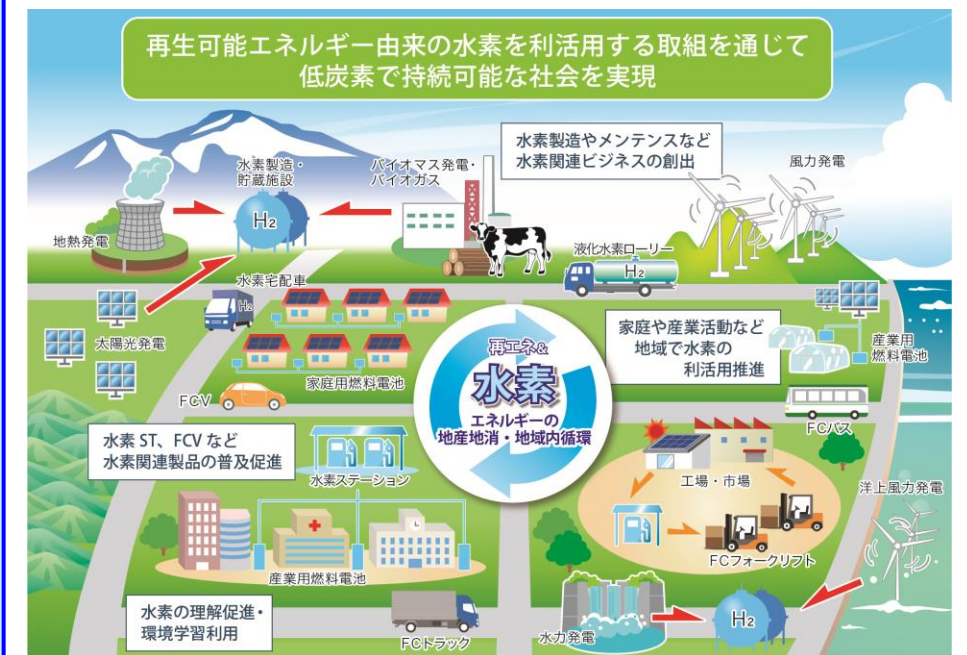 再生可能エネルギー由来の水素を利活用する取組を通じて
低炭素で持続可能な社会を実現
水素製造やメンテンスなど
水素関連ビジネスの創出
風力発電
水素製造・
貯蔵施設
バイオマス発電・
バイオガス
H2
地熱発電
液化水素ローリー
H2
水素宅配車
H2
太陽光発電
家庭用燃料電池
FCV
再エネ&
水素
エネルギーの
地産地消・地域内循環
家庭や産業活動など
地域で水素の
利活用推進
産業用
燃料電池
FCバス
水素 ST、FCV など
水素関連製品の普及促進
水素ステーション
工場・市場
洋上風力発電
FCフォークリフト
産業用燃料電池
水素の理解促進・
環境学習利用
FCトラック
水力発電
H2